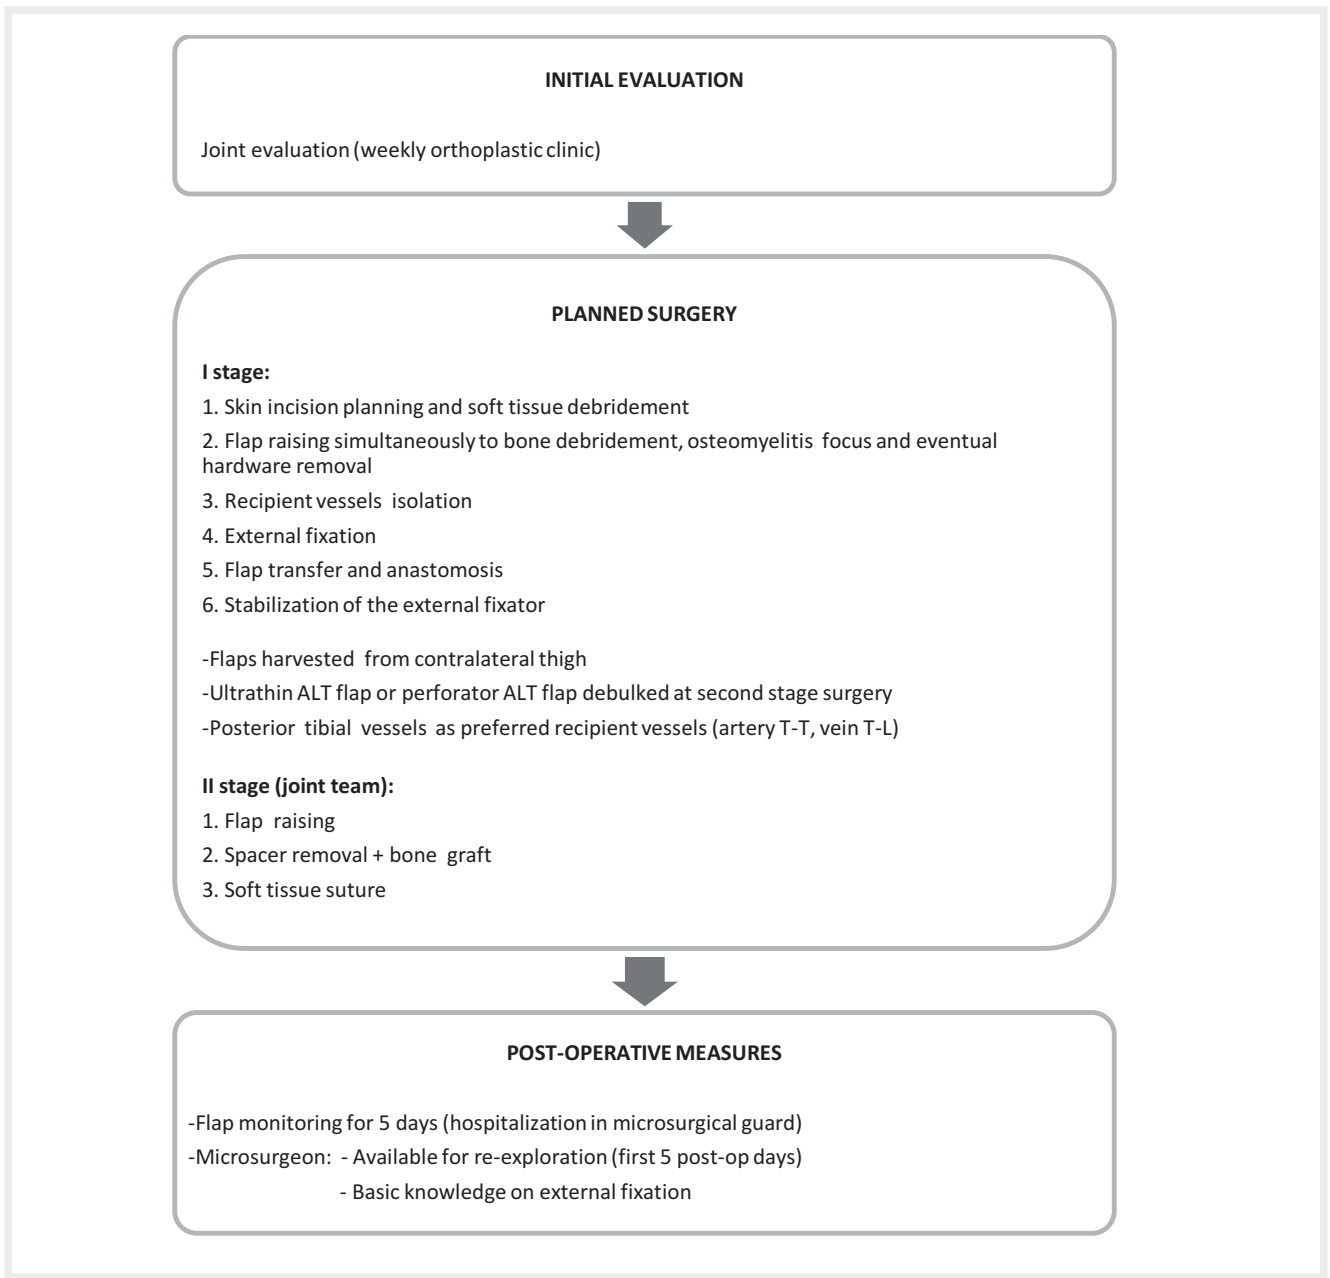 INITIAL EVALUATION
Joint evaluation (weekly orthoplastic clinic)
PLANNED SURGERY
I stage:
1. Skin incision planning and soft tissue debridement
2. Flap raising simultaneously to bone debridement, osteomyelitis focus and eventual
hardware removal
3. Recipient vessels isolation
4. External fixation
5. Flap transfer and anastomosis
6. Stabilization of the external fixator
-Flaps harvested from contralateral thigh
-Ultrathin ALT flap or perforator ALT flap debulked at second stage surgery
-Posterior tibial vessels as preferred recipient vessels (artery T-T, vein T-L)
II stage (joint team):
1. Flap raising
2. Spacer removal + bone graft
3. Soft tissue suture
POST-OPERATIVE MEASURES
-Flap monitoring for 5 days (hospitalization in microsurgical guard)
-Microsurgeon: - Available for re-exploration (first 5 post-op days)
- Basic knowledge on external fixation